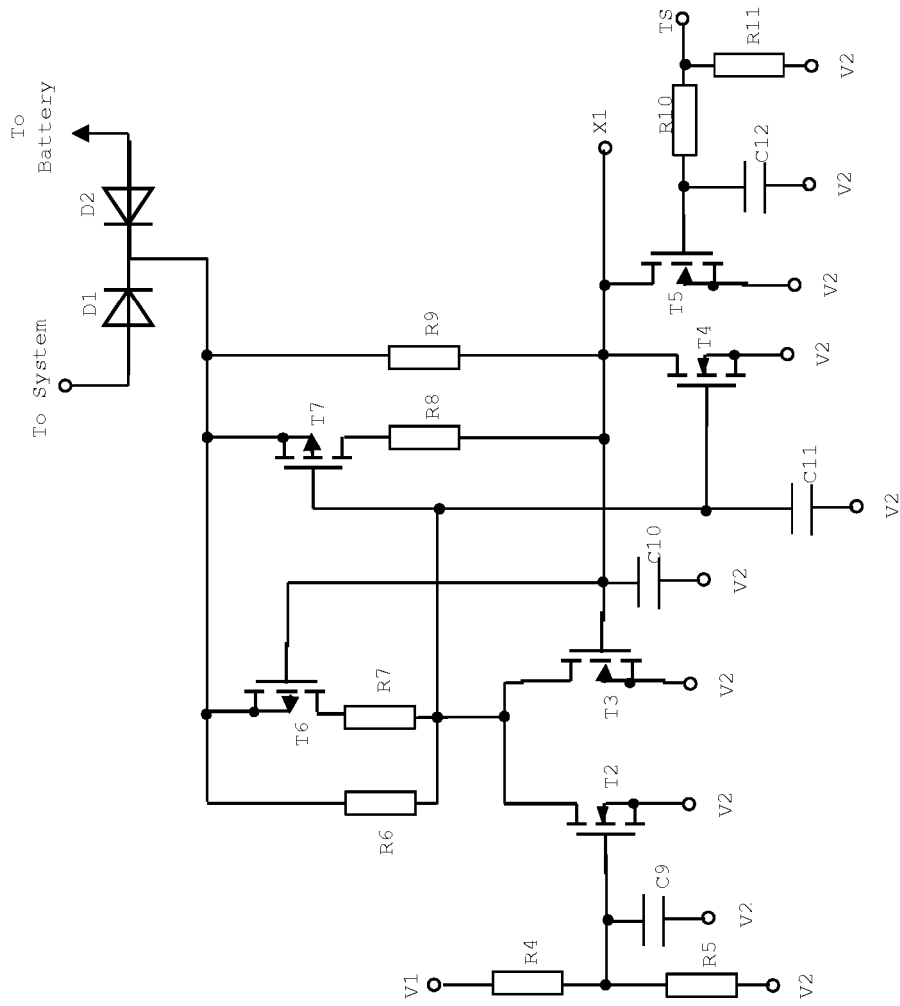 To
Battery
D2
D1
To System
TS
R11
V2
R10
X1
C12
V2
T5
V2
R9
T4
V2
T7
R8
C11
V2
C10
V2
T6
R7
T3
V2
R6
T2
V2
C9
V2
V1
R4
R5
V2